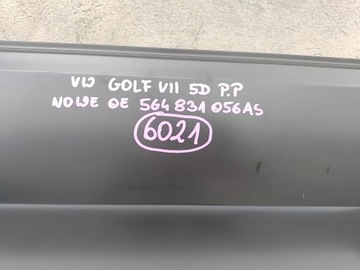 VW GOLF VII 5D P.P
NOWE OE 5G4 831 056AS
6021